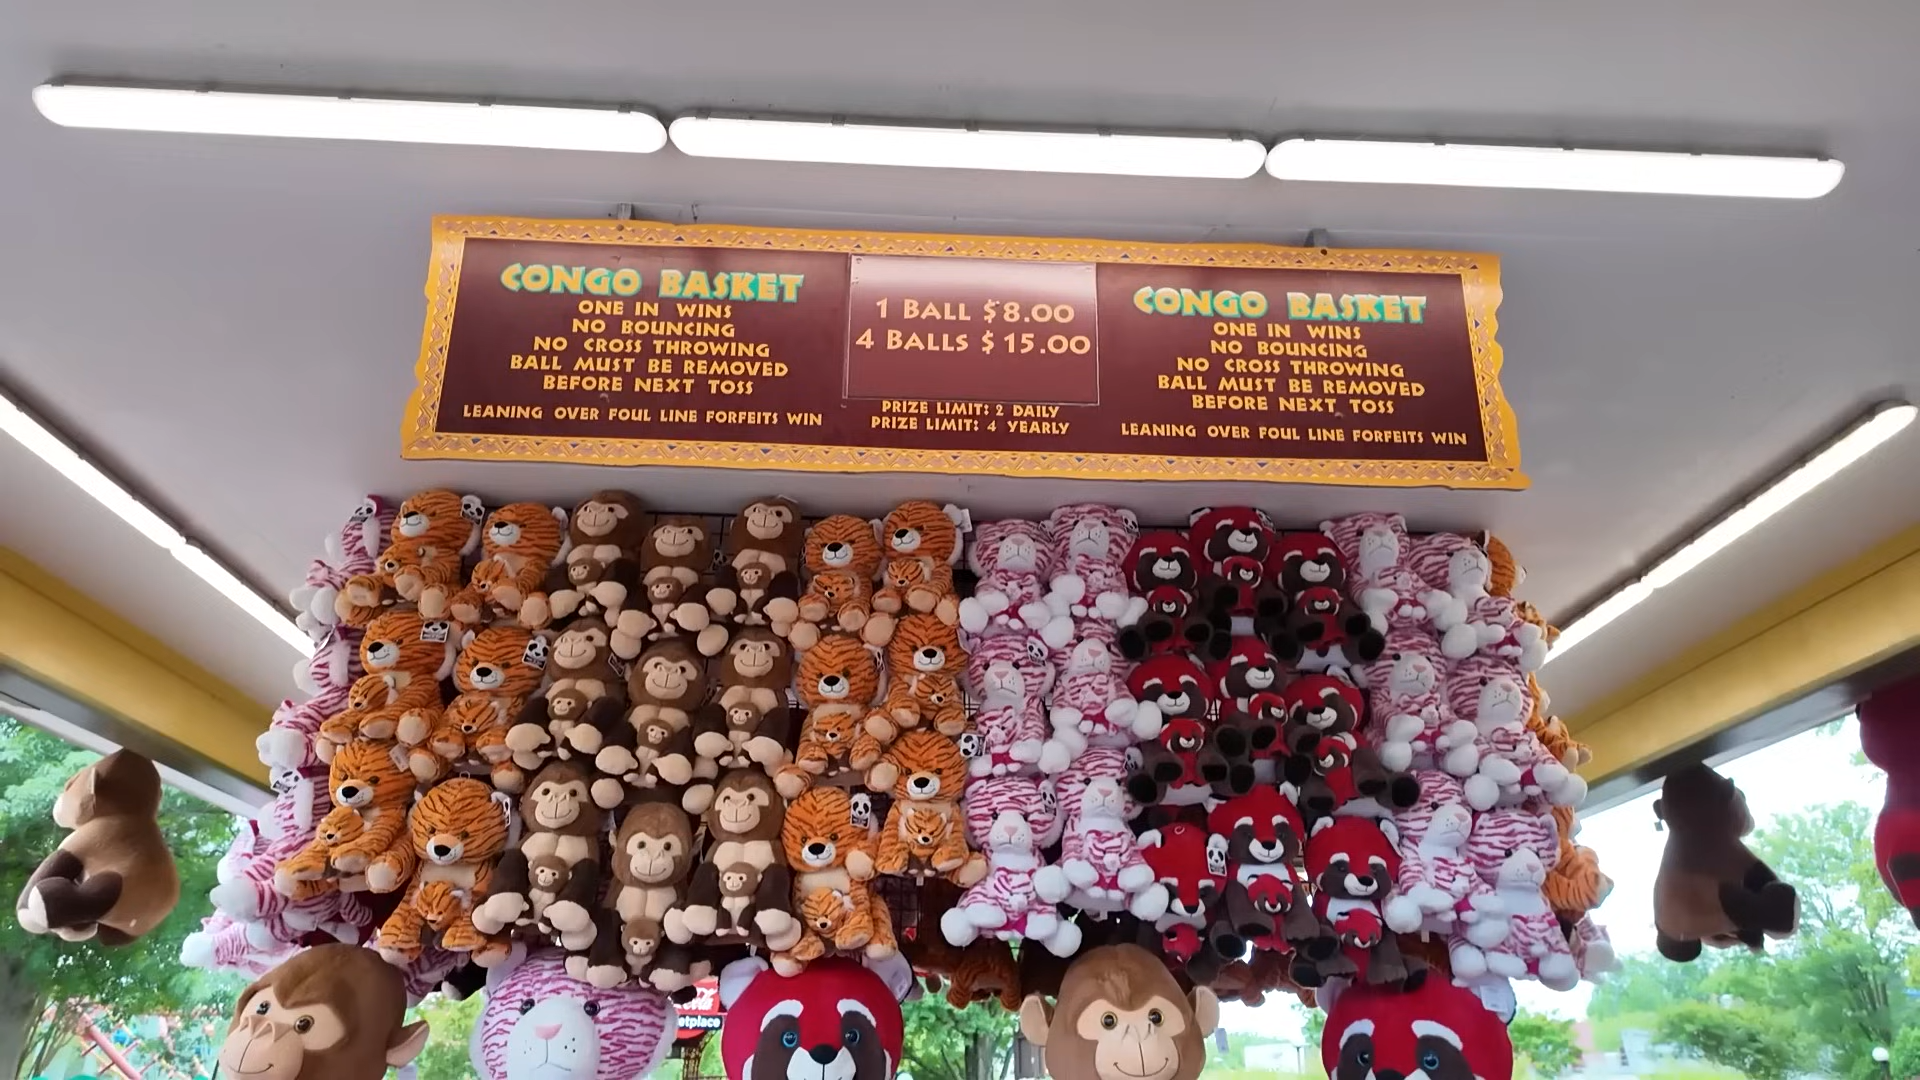 CONGO BASKET
ONE IN WINS
NO BOUNCING
NO CROSS THROWING
BALL MUST BE REMOVED
BEFORE NEXT TOSS
LEANING OVER FOUL LINE FORFEITS WIN
1 BALL $8.00
4 BALLS $15.00
PRIZE LIMIT: 2 DAILY
PRIZE LIMIT: 4 YEARLY
CONGO BASKET
ONE IN WINS
NO BOUNCING
NO CROSS THROWING
BALL MUST BE REMOVED
BEFORE NEXT TOSS
LEANING OVER FOUL LINE FORFEITS WIN